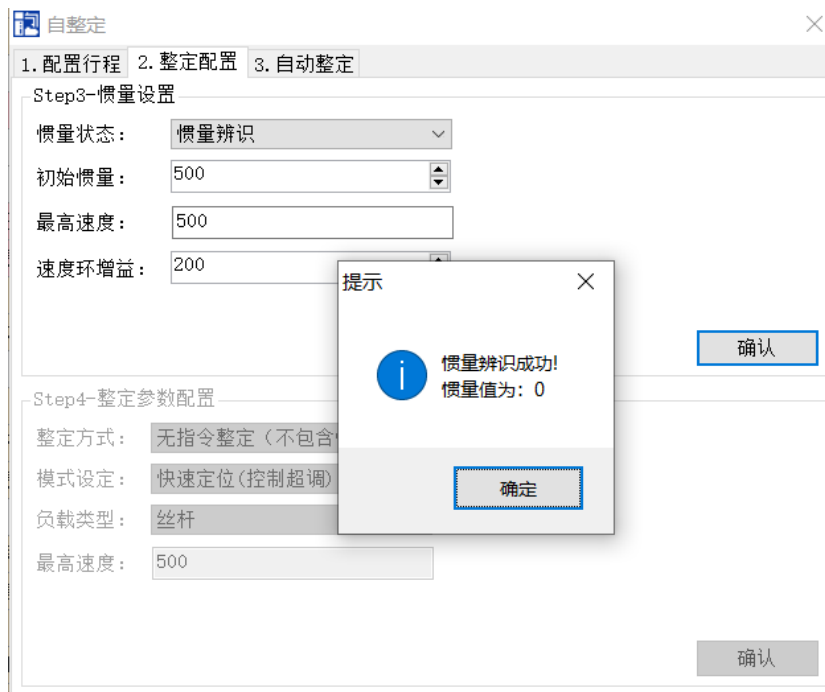 自整定
1.配置行程 2.整定配置 3.自动整定
Step3-惯量设置
惯量状态： 惯量辨识
初始惯量： 500
最高速度： 500
速度环增益： 200
提示
惯量辨识成功!
惯量值为：0
确定
确认
Step4-整定参数配置
整定方式： 无指令整定（不包含
模式设定： 快速定位(控制超调)
负载类型： 丝杆
最高速度： 500
确认